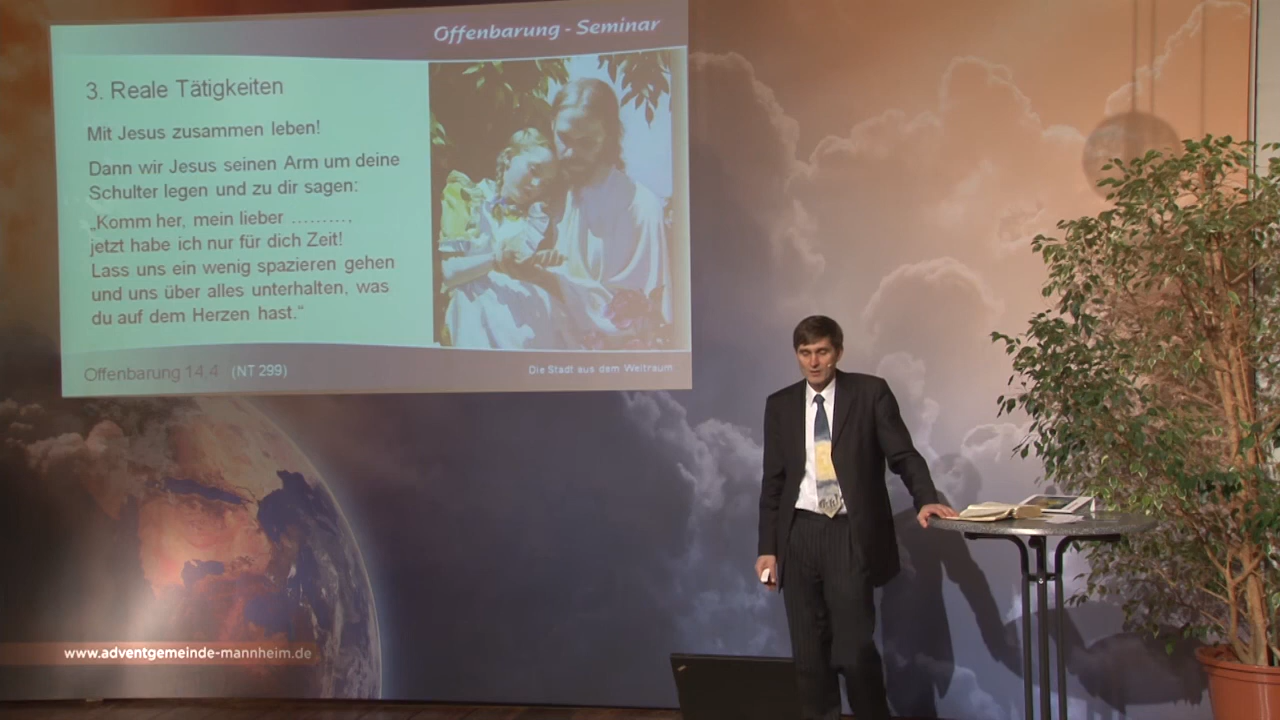 Offenbarung - Seminar
3. Reale Tätigkeiten
Mit Jesus zusammen leben!
Dann wir Jesus seinen Arm um deine
Schulter legen und zu dir sagen:
„Komm her, mein lieber ………,
jetzt habe ich nur für dich Zeit!
Lass uns ein wenig spazieren gehen
und uns über alles unterhalten, was
du auf dem Herzen hast.“
Offenbarung 14,4 (NT 299)
Die Stadt aus dem Weltraum
www.adventgemeinde-mannheim.de